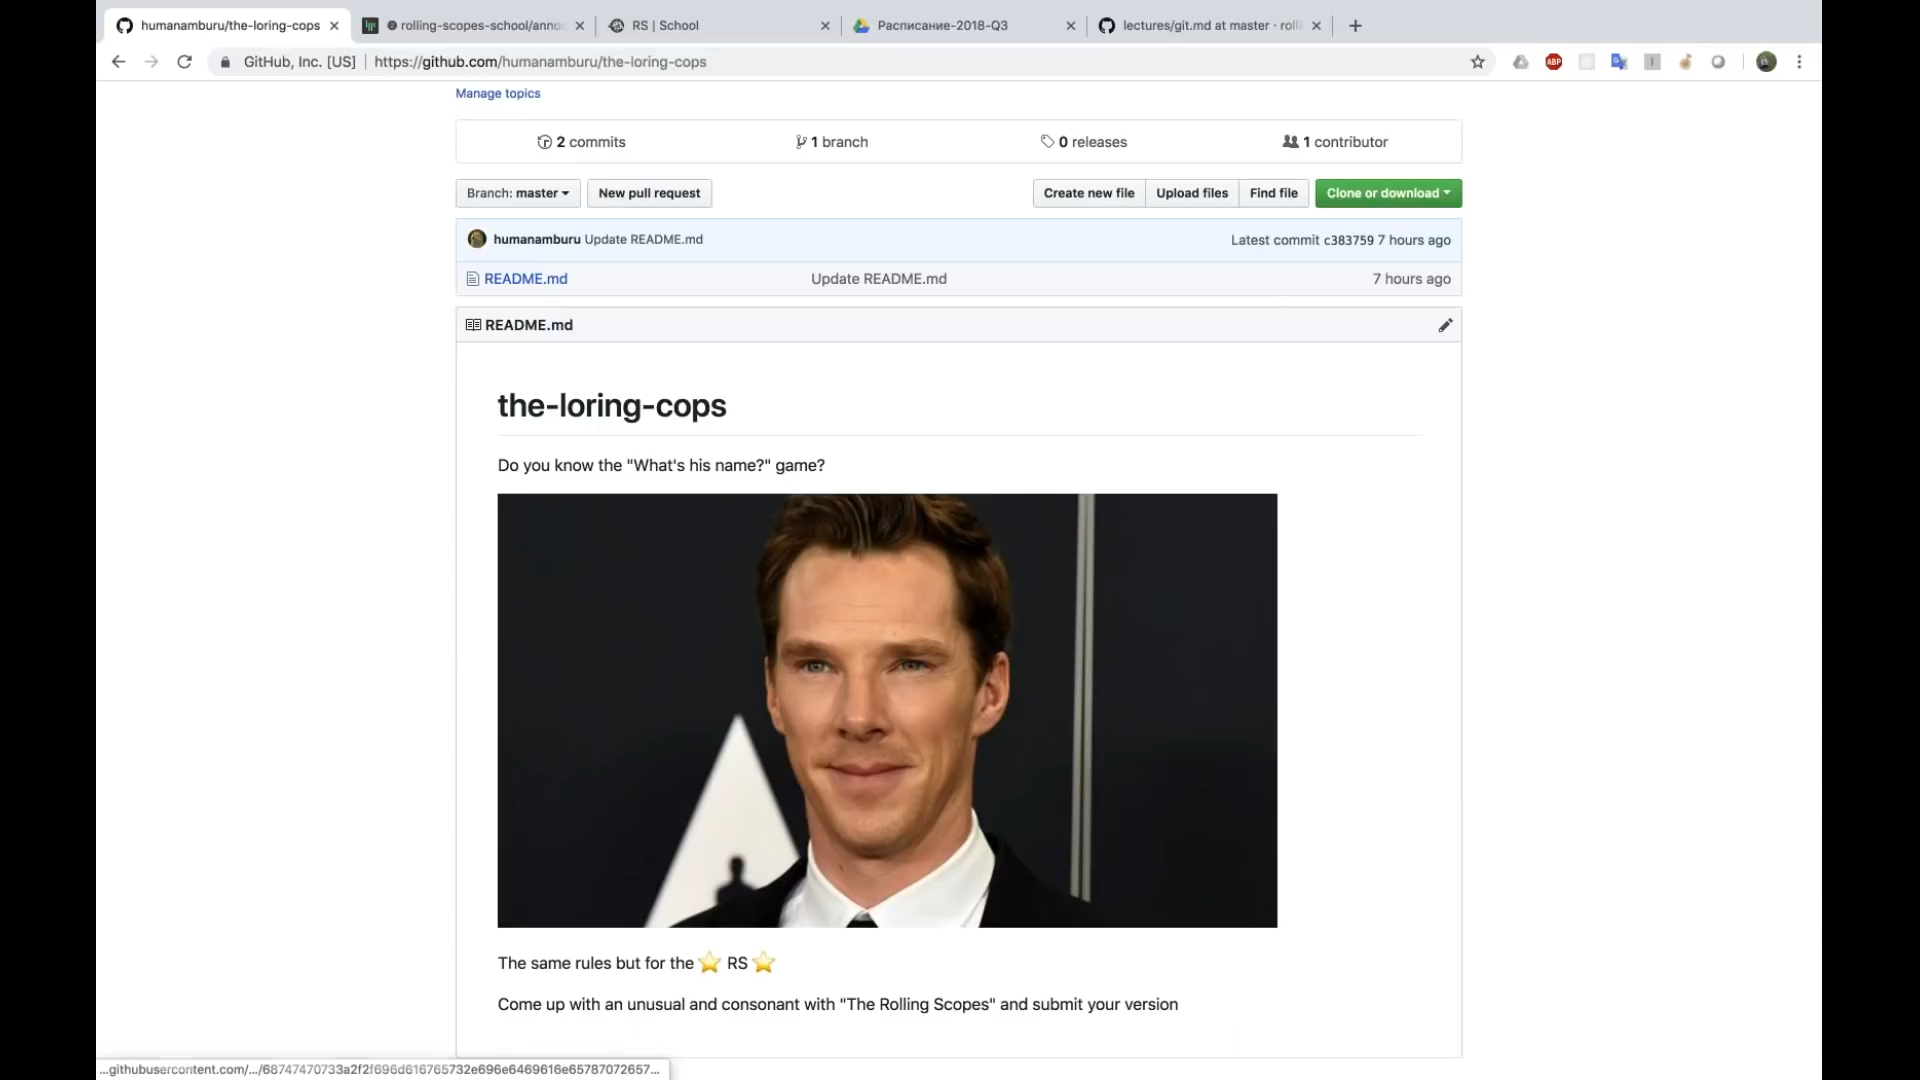 humanamburu/the-loring-cops
rolling-scopes-school/annou
RS | School
Расписание-2018-Q3
lectures/git.md at master · rolli
GitHub, Inc. [US] | https://github.com/humanamburu/the-loring-cops
ABP
Manage topics
2 commits
1 branch
0 releases
1 contributor
Branch: master
New pull request
Create new file
Upload files
Find file
Clone or download
humanamburu Update README.md
Latest commit c383759 7 hours ago
README.md
Update README.md
7 hours ago
README.md
the-loring-cops
Do you know the "What's his name?" game?
The same rules but for the ⭐ RS ⭐
Come up with an unusual and consonant with "The Rolling Scopes" and submit your version